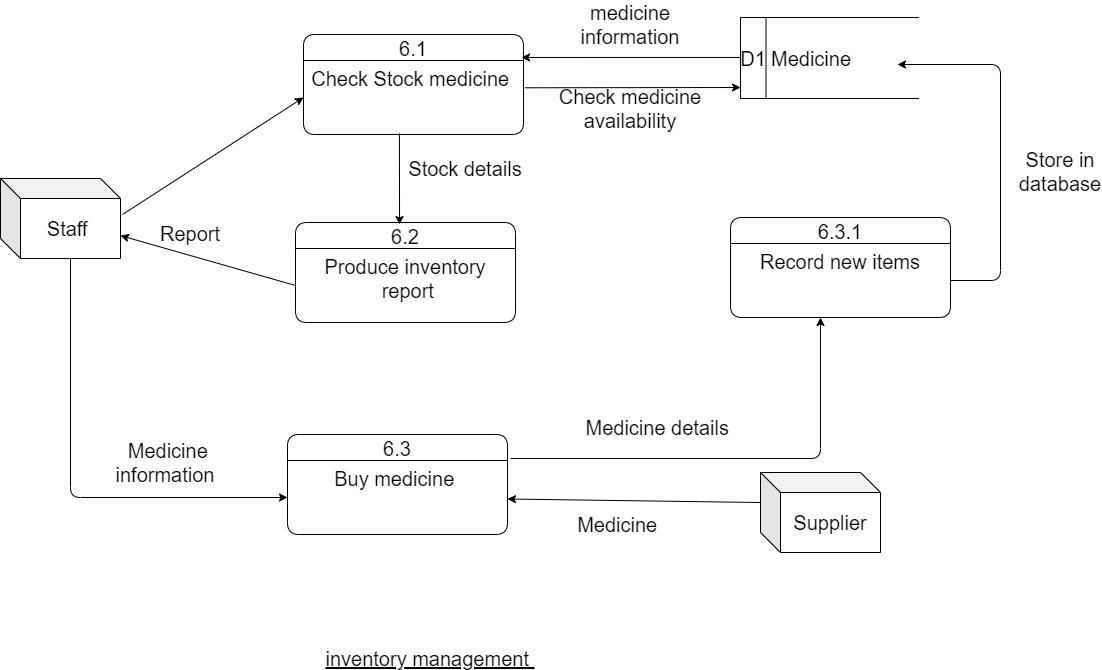 medicine
information
6.1
Check Stock medicine
D1
Medicine
Check medicine
availability
Stock details
Store in
database
Staff
Report
6.2
Produce inventory
report
6.3.1
Record new items
Medicine
information
6.3
Buy medicine
Medicine details
Medicine
Supplier
inventory management